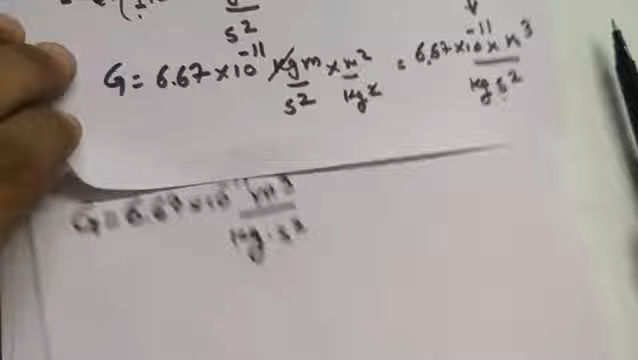 s²
G = 6.67×10⁻¹¹ kgm/s² × m²/kg² = 6.67×10⁻¹¹ × m³/kg s²
G = 6.67×10⁻¹¹ m³/kg·s²